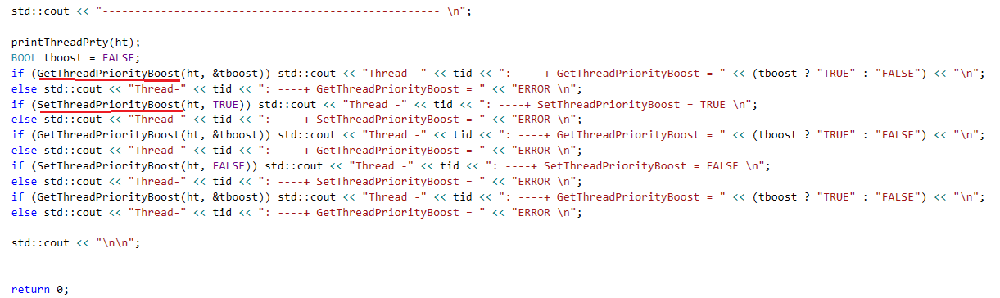 std::cout << "---------------------------------------------------- \n";
printThreadPrty(ht);
BOOL tboost = FALSE;
if (GetThreadPriorityBoost(ht, &tboost)) std::cout << "Thread -" << tid << ": ----+ GetThreadPriorityBoost = " << (tboost ? "TRUE" : "FALSE") << "\n";
else std::cout << "Thread-" << tid << ": ----+ GetThreadPriorityBoost = " << "ERROR \n";
if (SetThreadPriorityBoost(ht, TRUE)) std::cout << "Thread -" << tid << ": ----+ SetThreadPriorityBoost = TRUE \n";
else std::cout << "Thread-" << tid << ": ----+ SetThreadPriorityBoost = " << "ERROR \n";
if (GetThreadPriorityBoost(ht, &tboost)) std::cout << "Thread -" << tid << ": ----+ GetThreadPriorityBoost = " << (tboost ? "TRUE" : "FALSE") << "\n";
else std::cout << "Thread-" << tid << ": ----+ GetThreadPriorityBoost = " << "ERROR \n";
if (SetThreadPriorityBoost(ht, FALSE)) std::cout << "Thread -" << tid << ": ----+ SetThreadPriorityBoost = FALSE \n";
else std::cout << "Thread-" << tid << ": ----+ SetThreadPriorityBoost = " << "ERROR \n";
if (GetThreadPriorityBoost(ht, &tboost)) std::cout << "Thread -" << tid << ": ----+ GetThreadPriorityBoost = " << (tboost ? "TRUE" : "FALSE") << "\n";
else std::cout << "Thread-" << tid << ": ----+ GetThreadPriorityBoost = " << "ERROR \n";
std::cout << "\n\n";
return 0;